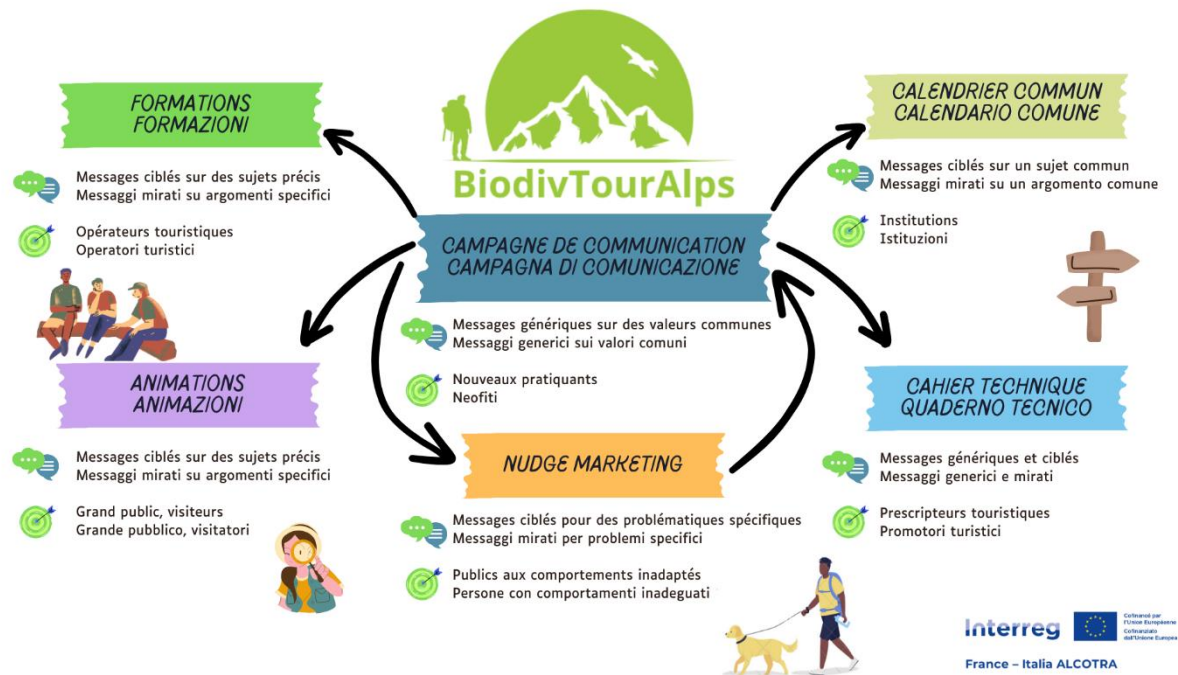 BiodivTourAlps
CAMPAGNE DE COMMUNICATION
CAMPAGNA DI COMUNICAZIONE
Messages génériques sur des valeurs communes
Messaggi generici sui valori comuni
Nouveaux pratiquants
Neofiti
FORMATIONS
FORMAZIONI
Messages ciblés sur des sujets précis
Messaggi mirati su argomenti specifici
Opérateurs touristiques
Operatori turistici
ANIMATIONS
ANIMAZIONI
Messages ciblés sur des sujets précis
Messaggi mirati su argomenti specifici
Grand public, visiteurs
Grande pubblico, visitatori
NUDGE MARKETING
Messages ciblés pour des problématiques spécifiques
Messaggi mirati per problemi specifici
Publics aux comportements inadaptés
Persone con comportamenti inadeguati
CALENDRIER COMMUN
CALENDARIO COMUNE
Messages ciblés sur un sujet commun
Messaggi mirati su un argomento comune
Institutions
Istituzioni
CAHIER TECHNIQUE
QUADERNO TECNICO
Messages génériques et ciblés
Messaggi generici e mirati
Prescripteurs touristiques
Promotori turistici
Interreg
Cofinancé par
l'Union Européenne
Cofinanziato
dall'Unione Europea
France – Italia ALCOTRA